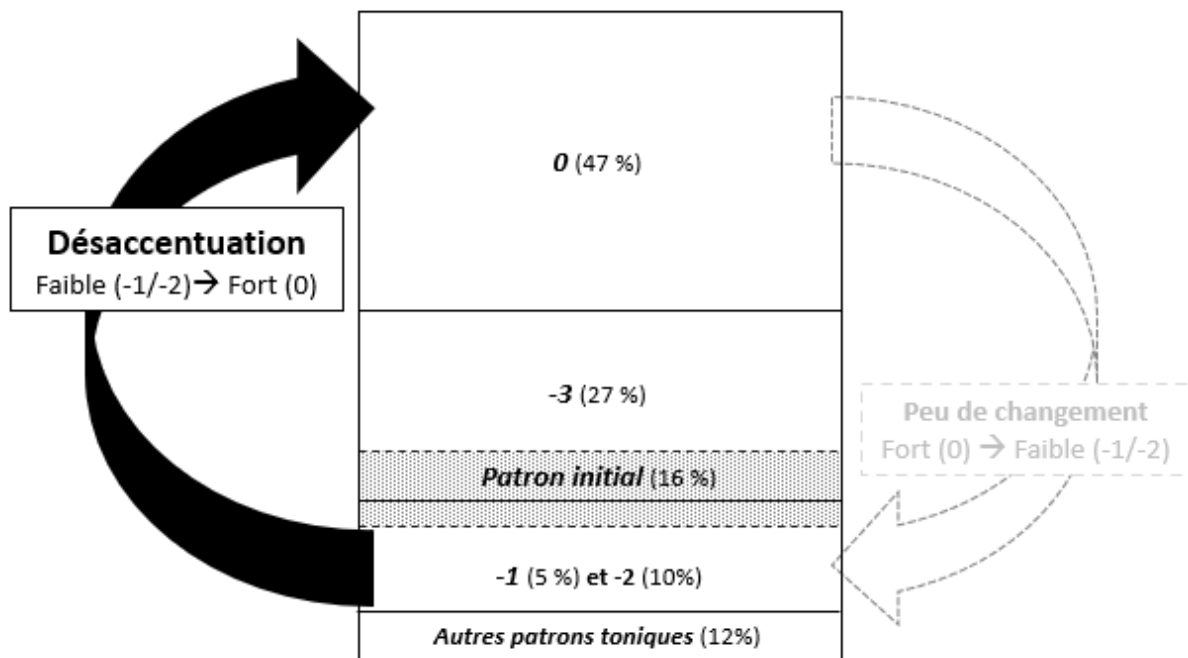 0 (47 %)
Désaccentuation
Faible (-1/-2)→ Fort (0)
-3 (27 %)
Peu de changement
Fort (0) → Faible (-1/-2)
Patron initial (16 %)
-1 (5 %) et -2 (10%)
Autres patrons toniques (12%)